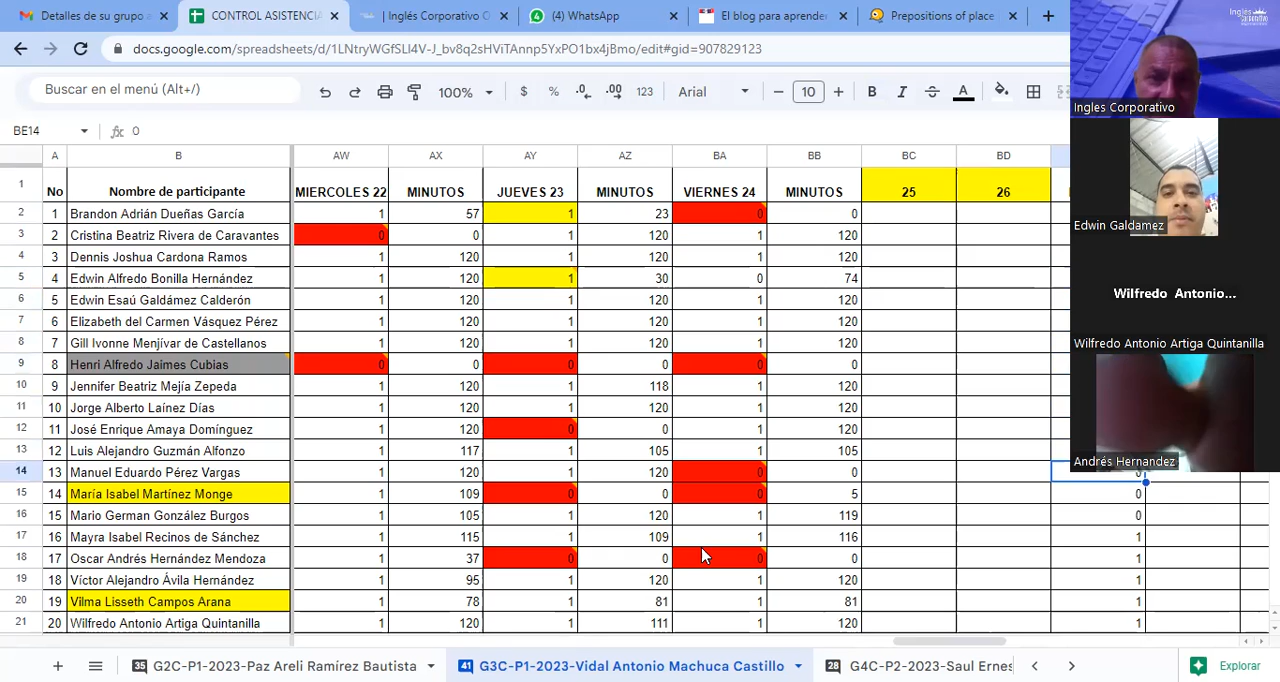 Detalles de su grupo a
CONTROL ASISTENCIA
Inglés Corporativo O
(4) WhatsApp
El blog para aprender
Prepositions of place
docs.google.com/spreadsheets/d/1LNtryWGfSLI4V-J_bv8q2sHViTAnnp5YxPO1bx4jBmo/edit#gid=907829123
Buscar en el menú (Alt+/)
100% $ % .0 .00 123 Arial 10 B I S A
BE14 fx 0
A B AW AX AY AZ BA BB BC BD
1 No Nombre de participante MIERCOLES 22 MINUTOS JUEVES 23 MINUTOS VIERNES 24 MINUTOS 25 26
2 1 Brandon Adrián Dueñas García 1 57 1 23 0 0
3 2 Cristina Beatriz Rivera de Caravantes 0 0 1 120 1 120
4 3 Dennis Joshua Cardona Ramos 1 120 1 120 1 120
5 4 Edwin Alfredo Bonilla Hernández 1 120 1 30 0 74
6 5 Edwin Esaú Galdámez Calderón 1 120 1 120 1 120
7 6 Elizabeth del Carmen Vásquez Pérez 1 120 1 120 1 120
8 7 Gill Ivonne Menjívar de Castellanos 1 120 1 120 1 120
9 8 Henri Alfredo Jaimes Cubias 0 0 0 0 0 0
10 9 Jennifer Beatriz Mejía Zepeda 1 120 1 118 1 120
11 10 Jorge Alberto Laínez Días 1 120 1 120 1 120
12 11 José Enrique Amaya Domínguez 1 120 0 0 1 120
13 12 Luis Alejandro Guzmán Alfonzo 1 117 1 105 1 105
14 13 Manuel Eduardo Pérez Vargas 1 120 1 120 0 0
15 14 María Isabel Martínez Monge 1 109 0 0 0 5 0
16 15 Mario German González Burgos 1 105 1 120 1 119 0
17 16 Mayra Isabel Recinos de Sánchez 1 115 1 109 1 116 1
18 17 Oscar Andrés Hernández Mendoza 1 37 0 0 0 0 1
19 18 Víctor Alejandro Ávila Hernández 1 95 1 120 1 120 1
20 19 Vilma Lisseth Campos Arana 1 78 1 81 1 81 1
21 20 Wilfredo Antonio Artiga Quintanilla 1 120 1 111 1 120 1
35 G2C-P1-2023-Paz Areli Ramirez Bautista
41 G3C-P1-2023-Vidal Antonio Machuca Castillo
28 G4C-P2-2023-Saul Ernes
Explorar
Ingles Corporativo
Edwin Galdamez
Wilfredo Antonio...
Wilfredo Antonio Artiga Quintanilla
Andrés Hernandez